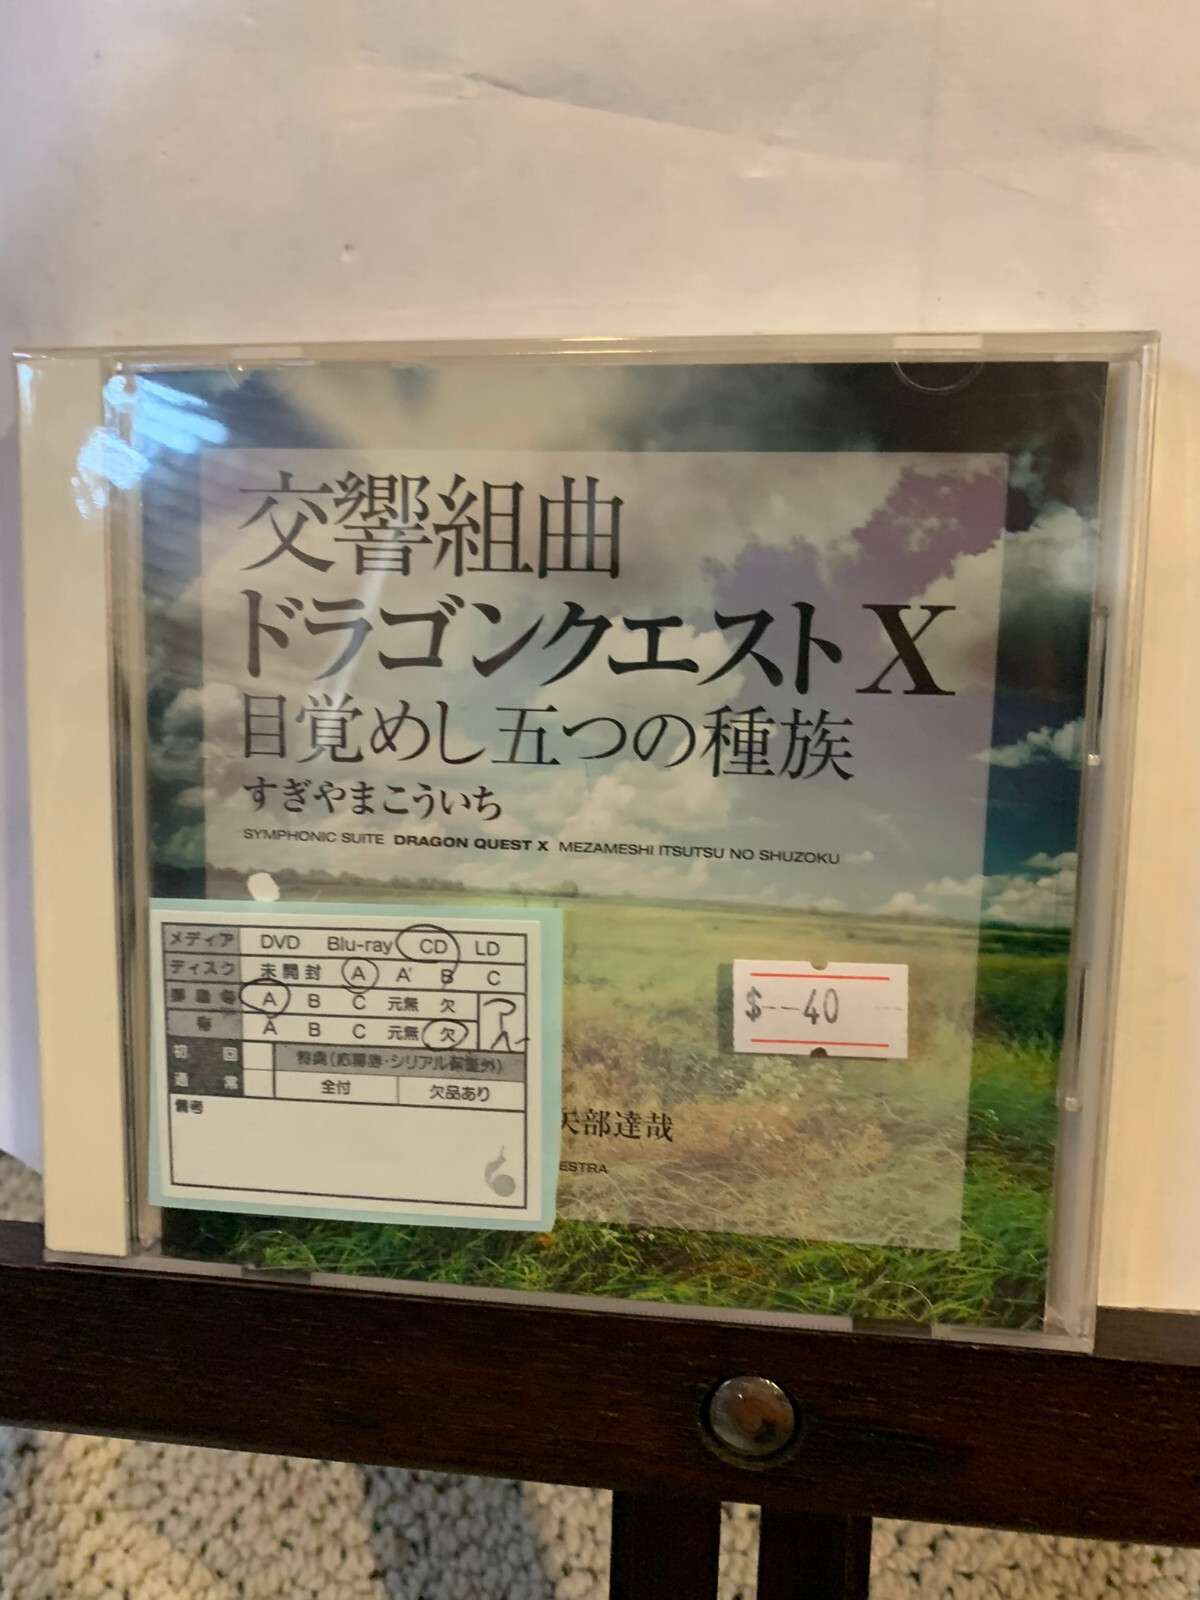 交響組曲
ドラゴンクエストX
目覚めし五つの種族
すぎやまこういち
SYMPHONIC SUITE DRAGON QUEST X MEZAMESHI ITSUTSU NO SHUZOKU
メディア DVD Blu-ray CD LD
ディスク 未開封 A A' B C
A B C 元無 欠
帯 A B C 元無 欠
初回
特典(応募券・シリアル保証外)
通常 全付 欠品あり
備考
$--40
矢部達哉
ESTRA